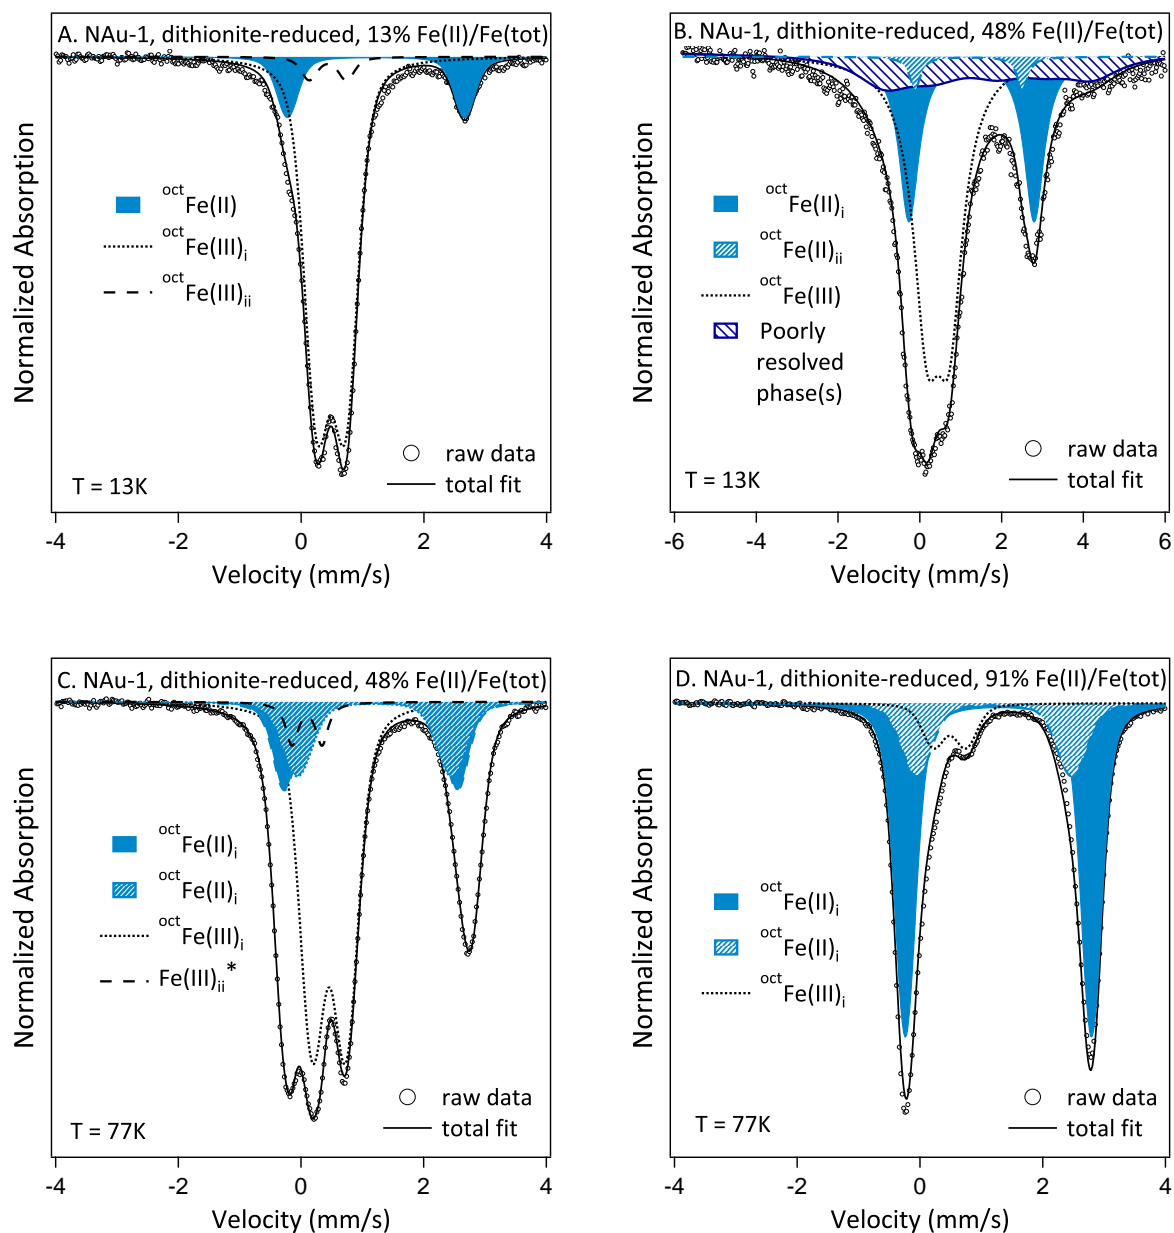 A. NAu-1, dithionite-reduced, 13% Fe(II)/Fe(tot)
Normalized Absorption
octFe(II)
octFe(III)i
octFe(III)ii
raw data
total fit
T = 13K
-4 -2 0 2 4
Velocity (mm/s)
B. NAu-1, dithionite-reduced, 48% Fe(II)/Fe(tot)
Normalized Absorption
octFe(II)i
octFe(II)ii
octFe(III)
Poorly
resolved
phase(s)
raw data
total fit
T = 13K
-6 -4 -2 0 2 4 6
Velocity (mm/s)
C. NAu-1, dithionite-reduced, 48% Fe(II)/Fe(tot)
Normalized Absorption
octFe(II)i
octFe(II)i
octFe(III)i
Fe(III)ii*
raw data
total fit
T = 77K
-4 -2 0 2 4
Velocity (mm/s)
D. NAu-1, dithionite-reduced, 91% Fe(II)/Fe(tot)
Normalized Absorption
octFe(II)i
octFe(II)i
octFe(III)i
raw data
total fit
T = 77K
-4 -2 0 2 4
Velocity (mm/s)